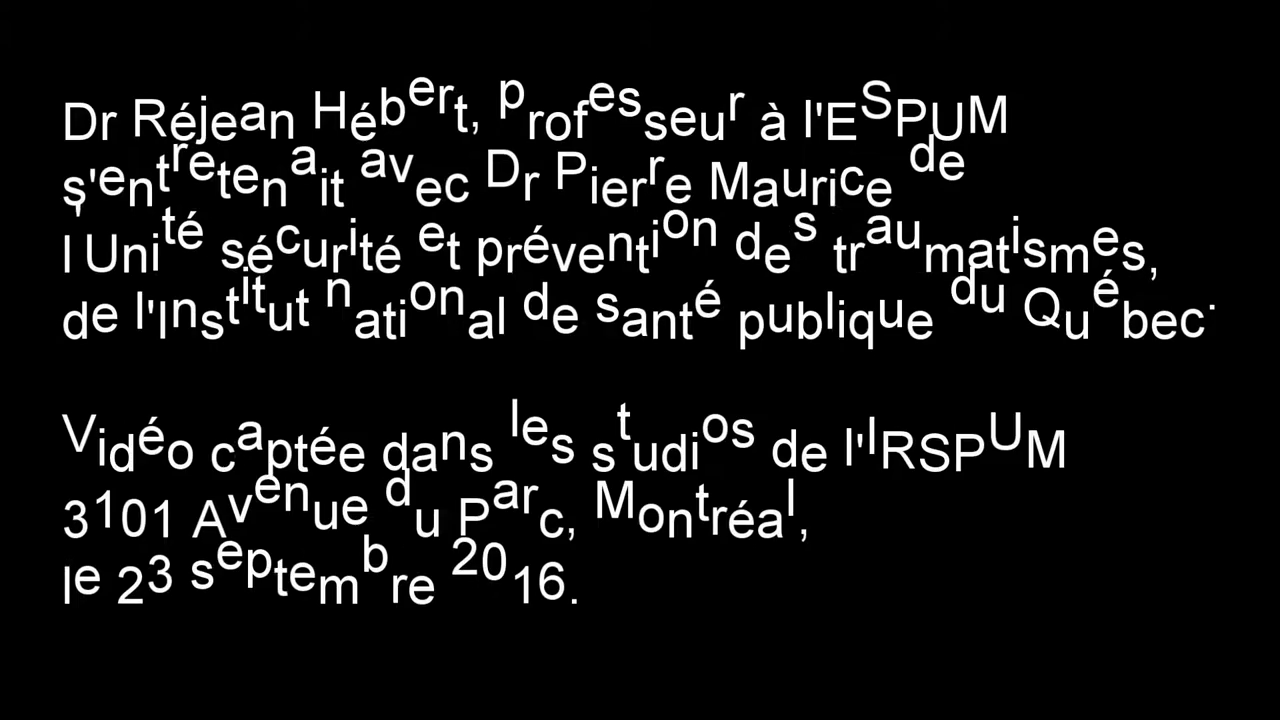 Dr Réjean Hébert, professeur à l'ESPUM
s'entretenait avec Dr Pierre Maurice de
l'Unité sécurité et prévention des traumatismes,
de l'Institut national de santé publique du Québec.
Vidéo captée dans les studios de l'IRSPUM
3101 Avenue du Parc, Montréal,
le 23 septembre 2016.